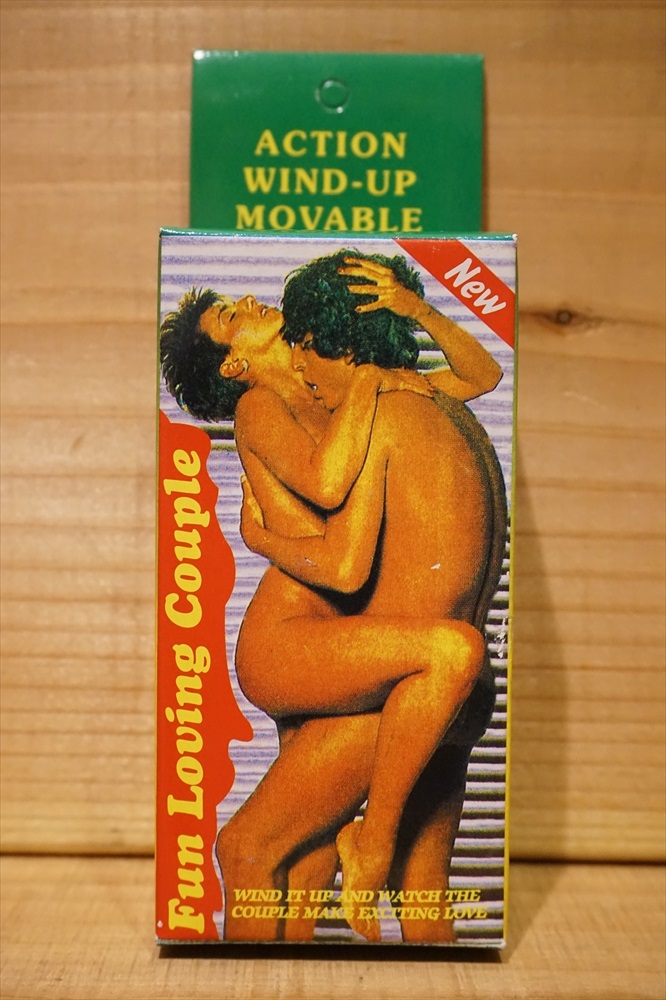 ACTION
WIND-UP
MOVABLE
New
Fun Loving Couple
WIND IT UP AND WATCH THE
COUPLE MAKE EXCITING LOVE